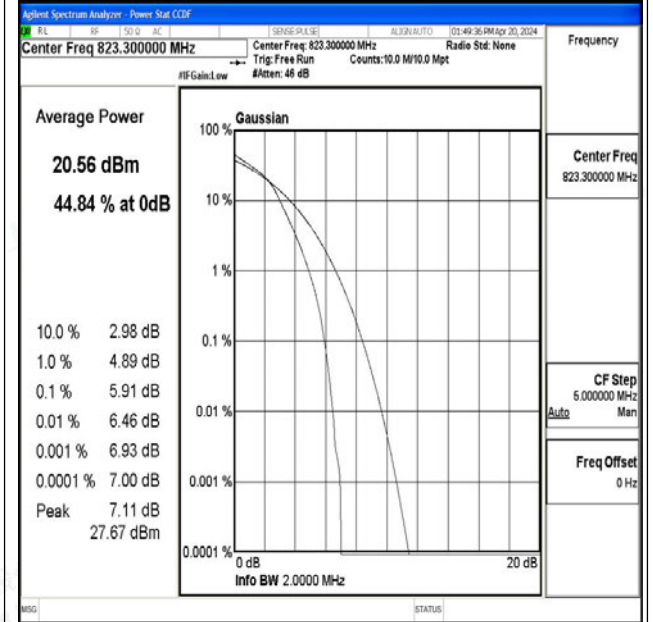 Agilent Spectrum Analyzer - Power Stat CCDF
RL RF 50 Ω AC SENSE:PULSE ALIGN AUTO 01:49:36 PM Apr 20, 2024
Center Freq 823.300000 MHz
Center Freq: 823.300000 MHz Radio Std: None
Trig: Free Run Counts:10.0 M/10.0 Mpt
#IFGain:Low #Atten: 46 dB
Frequency
Average Power
20.56 dBm
44.84 % at 0dB
10.0 % 2.98 dB
1.0 % 4.89 dB
0.1 % 5.91 dB
0.01 % 6.46 dB
0.001 % 6.93 dB
0.0001 % 7.00 dB
Peak 7.11 dB
27.67 dBm
Gaussian
100 %
10 %
1 %
0.1 %
0.01 %
0.001 %
0.0001 %
0 dB 20 dB
Info BW 2.0000 MHz
Center Freq
823.300000 MHz
CF Step
5.000000 MHz
Auto Man
Freq Offset
0 Hz
MSG STATUS